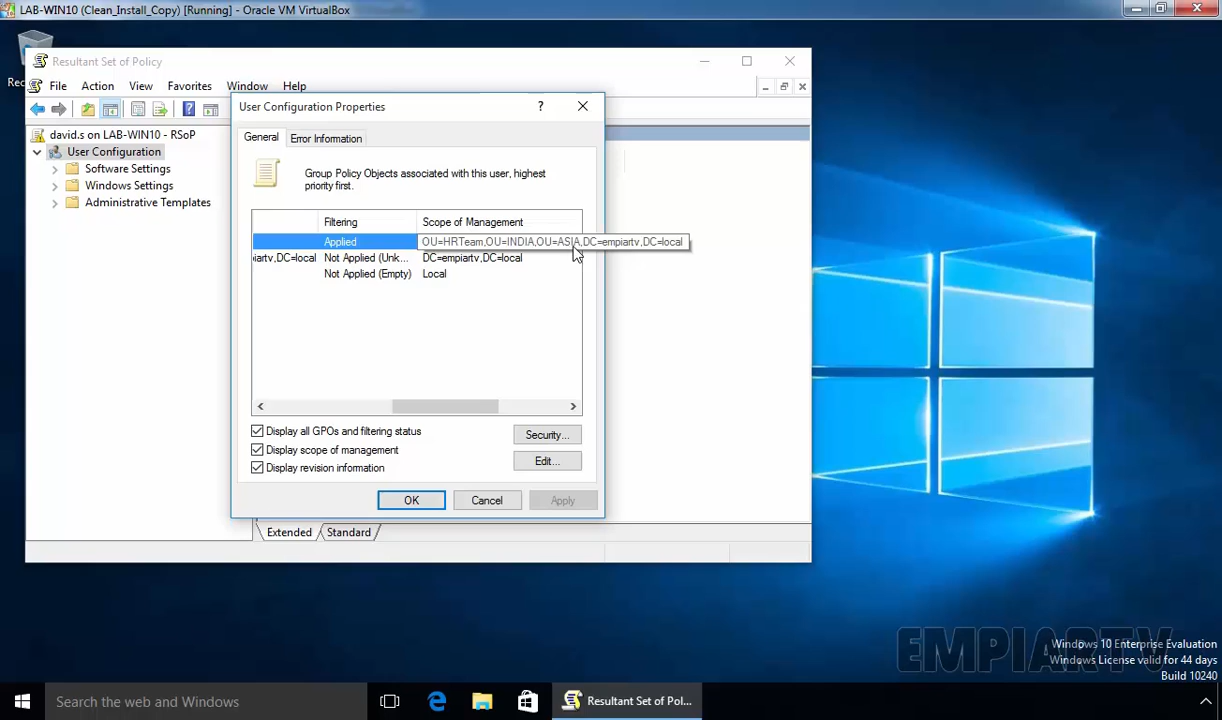 LAB-WIN10 (Clean_Install_Copy) [Running] - Oracle VM VirtualBox
Resultant Set of Policy
File Action View Favorites Window Help
User Configuration Properties
General Error Information
david.s on LAB-WIN10 - RSoP
User Configuration
Software Settings
Windows Settings
Administrative Templates
Group Policy Objects associated with this user, highest
priority first.
Filtering Scope of Management
Applied OU=HRTeam,OU=INDIA,OU=ASIA,DC=empiartv,DC=local
iartv,DC=local Not Applied (Unk... DC=empiartv,DC=local
Not Applied (Empty) Local
Display all GPOs and filtering status
Display scope of management
Display revision information
Security...
Edit...
OK Cancel Apply
Extended Standard
EMPIARTV
Windows 10 Enterprise Evaluation
Windows License valid for 44 days
Build 10240
Search the web and Windows
Resultant Set of Pol...